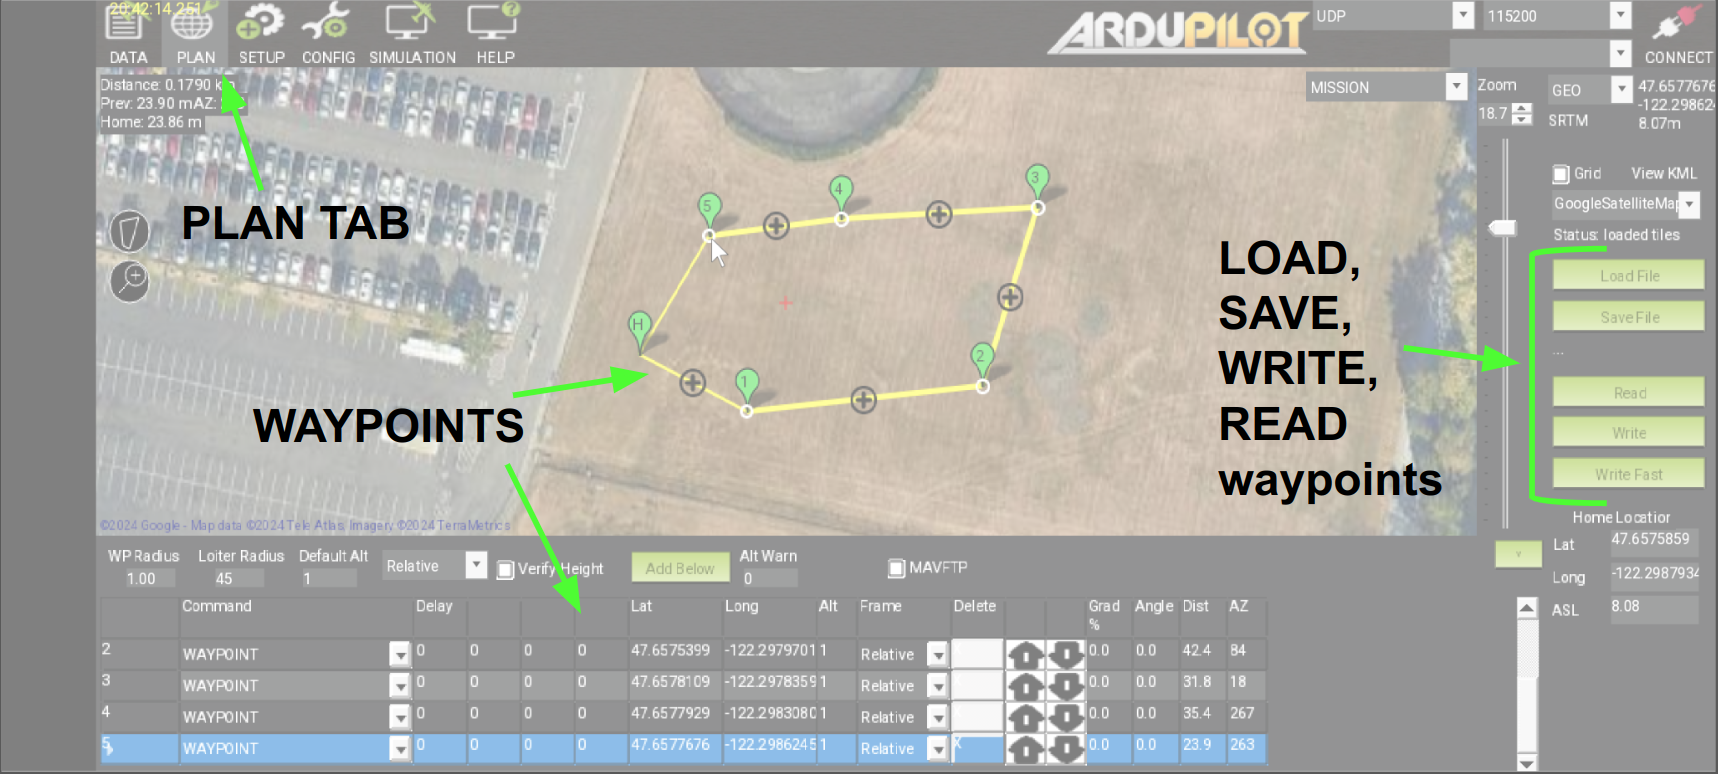 20:42:14.251
DATA PLAN SETUP CONFIG SIMULATION HELP
ARDUPILOT
UDP 115200
CONNECT
Distance: 0.1790
Prev: 23.90 mAZ:
Home: 23.86 m
MISSION
Zoom
18.7
GEO 47.6577676
-122.29862
SRTM 8.07m
Grid View KML
GoogleSatelliteMap
Status: loaded tiles
Load File
Save File
...
Read
Write
Write Fast
Home Location
Lat 47.6575859
Long -122.2987934
ASL 8.08
PLAN TAB
WAYPOINTS
LOAD,
SAVE,
WRITE,
READ
waypoints
3
4
5
H
2
1
©2024 Google - Map data ©2024 Tele Atlas, Imagery ©2024 TerraMetrics
WP Radius Loiter Radius Default Alt
1.00 45 1
Relative Verify Height Add Below
Alt Warn
0
MAVFTP
v
Command Delay Lat Long Alt Frame Delete Grad % Angle Dist AZ
2 WAYPOINT 0 0 0 0 47.6575399 -122.2979701 1 Relative 0.0 0.0 42.4 84
3 WAYPOINT 0 0 0 0 47.6578109 -122.2978359 1 Relative 0.0 0.0 31.8 18
4 WAYPOINT 0 0 0 0 47.6577929 -122.2983080 1 Relative 0.0 0.0 35.4 267
5 WAYPOINT 0 0 0 0 47.6577676 -122.2986245 1 Relative X 0.0 0.0 23.9 263